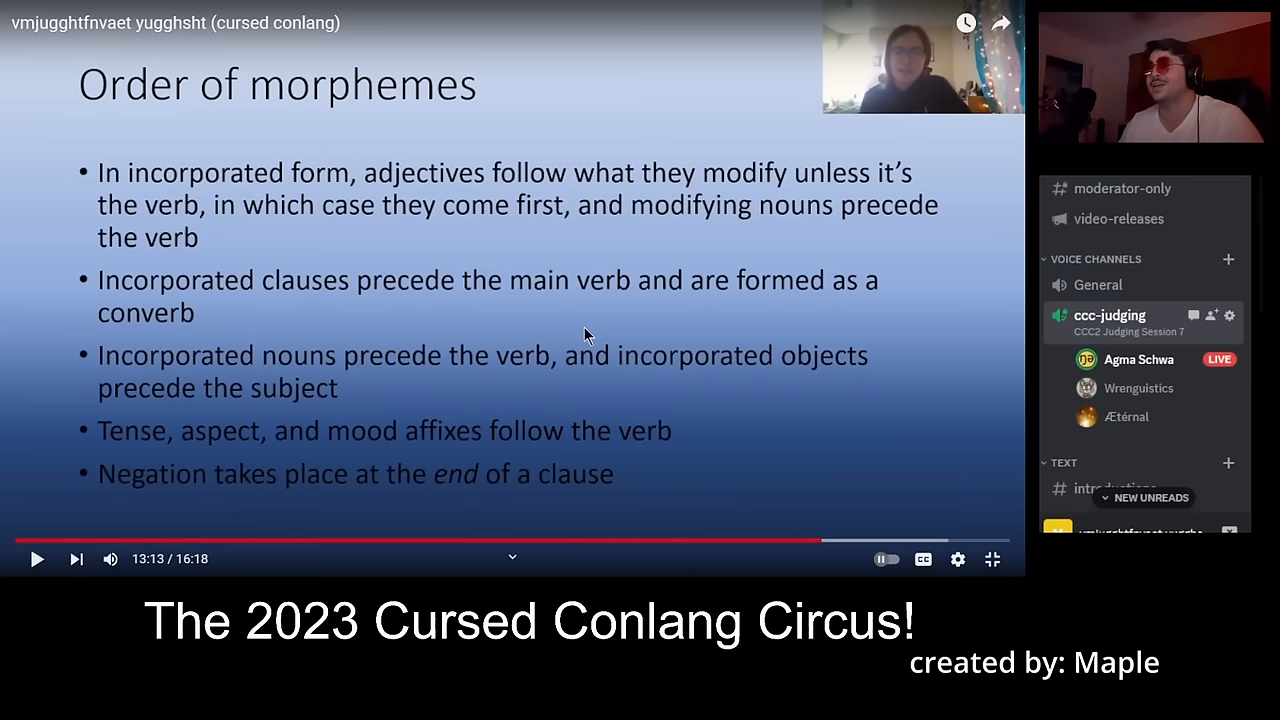 vmjugghtfnvaet yugghsht (cursed conlang)
Order of morphemes
• In incorporated form, adjectives follow what they modify unless it’s
the verb, in which case they come first, and modifying nouns precede
the verb
• Incorporated clauses precede the main verb and are formed as a
converb
• Incorporated nouns precede the verb, and incorporated objects
precede the subject
• Tense, aspect, and mood affixes follow the verb
• Negation takes place at the end of a clause
13:13 / 16:18
CC
moderator-only
video-releases
VOICE CHANNELS
General
ccc-judging
CCC2 Judging Session 7
Agma Schwa
LIVE
Wrenguistics
Ætérnal
TEXT
NEW UNREADS
The 2023 Cursed Conlang Circus!
created by: Maple